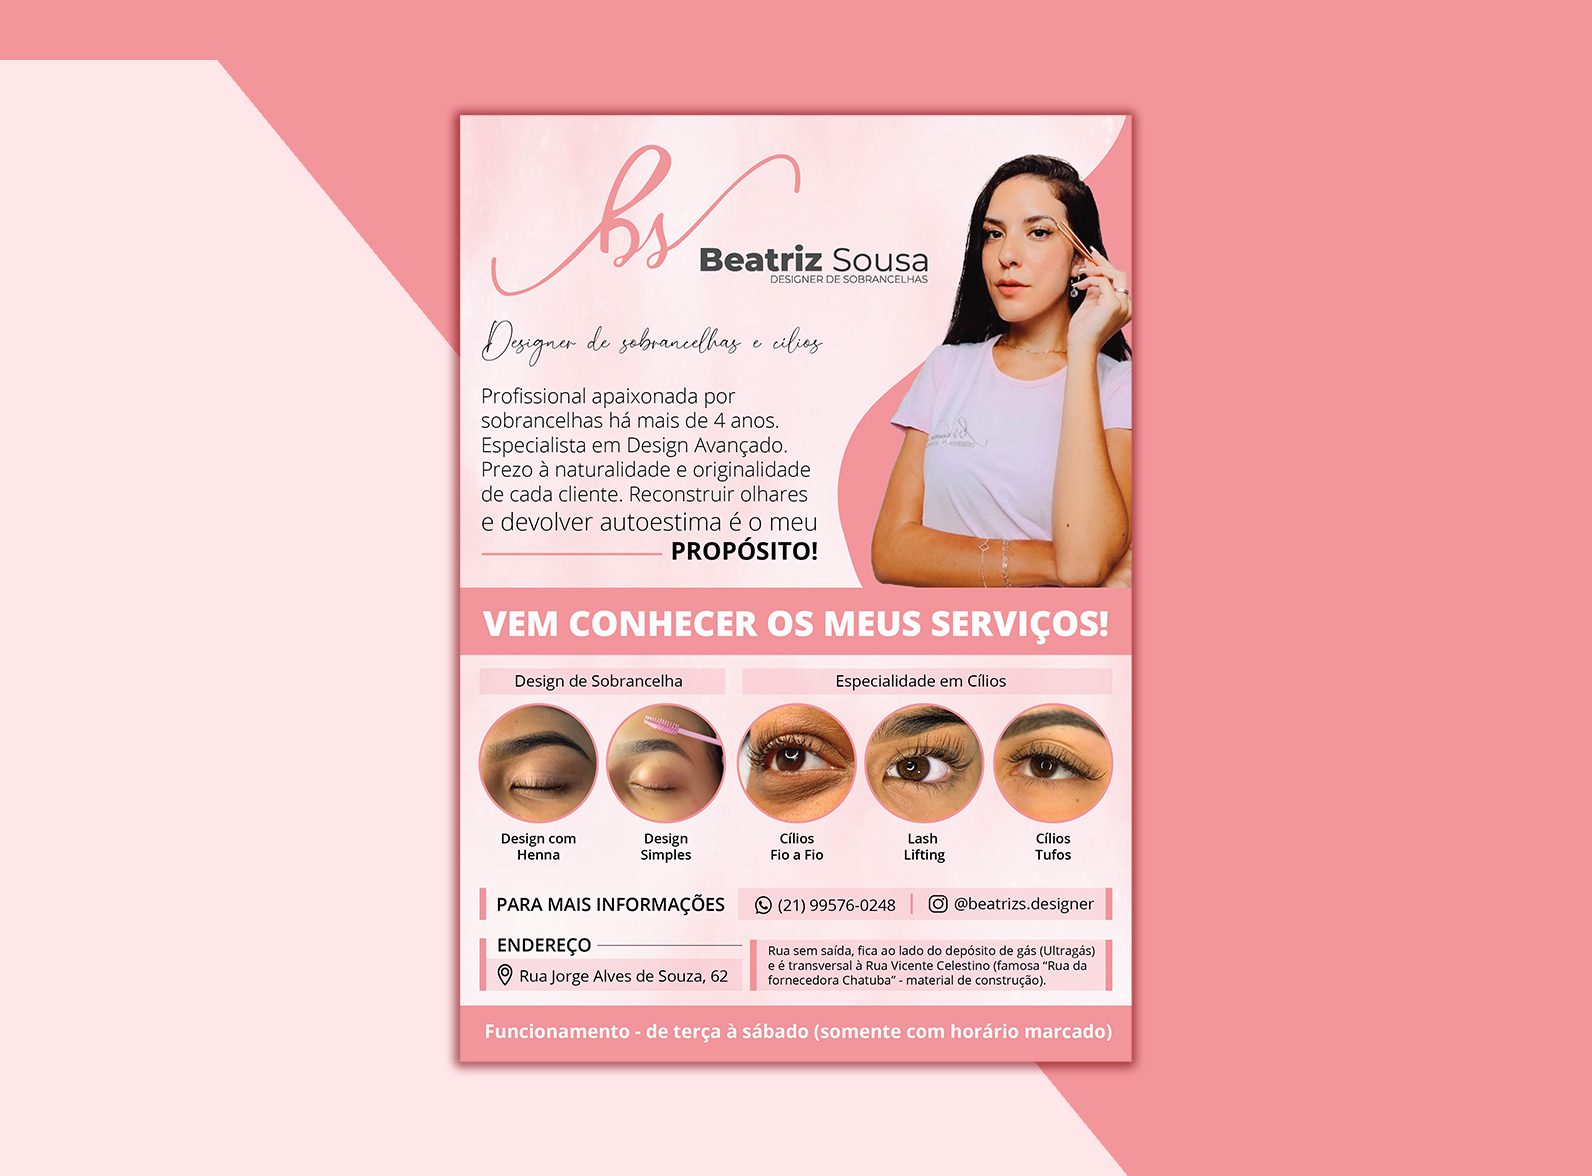 bs
Beatriz Sousa
DESIGNER DE SOBRANCELHAS
Designer de sobrancelhas e cílios
Profissional apaixonada por
sobrancelhas há mais de 4 anos.
Especialista em Design Avançado.
Prezo à naturalidade e originalidade
de cada cliente. Reconstruir olhares
e devolver autoestima é o meu
PROPÓSITO!
VEM CONHECER OS MEUS SERVIÇOS!
Design de Sobrancelha
Especialidade em Cílios
Design com
Henna
Design
Simples
Cílios
Fio a Fio
Lash
Lifting
Cílios
Tufos
PARA MAIS INFORMAÇÕES
(21) 99576-0248 | @beatrizs.designer
ENDEREÇO
Rua Jorge Alves de Souza, 62
Rua sem saída, fica ao lado do depósito de gás (Ultragás)
e é transversal à Rua Vicente Celestino (famosa “Rua da
fornecedora Chatuba” - material de construção).
Funcionamento - de terça à sábado (somente com horário marcado)